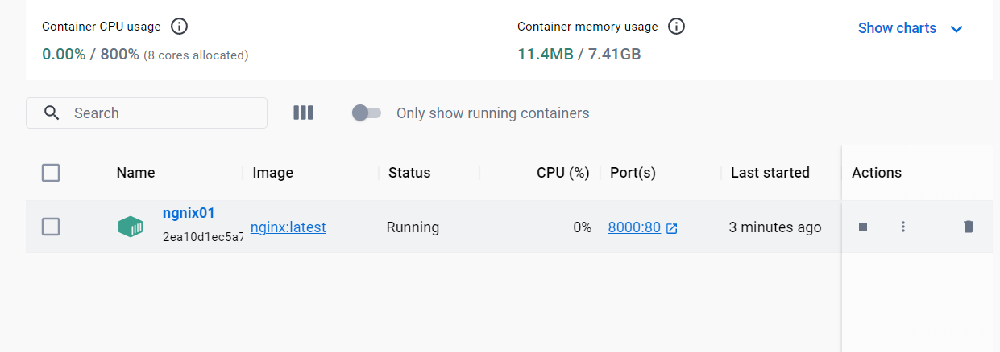 Container CPU usage
0.00% / 800% (8 cores allocated)
Container memory usage
11.4MB / 7.41GB
Show charts
Search
Only show running containers
Name Image Status CPU (%) Port(s) Last started Actions
ngnix01
2ea10d1ec5a7
nginx:latest Running 0% 8000:80 3 minutes ago